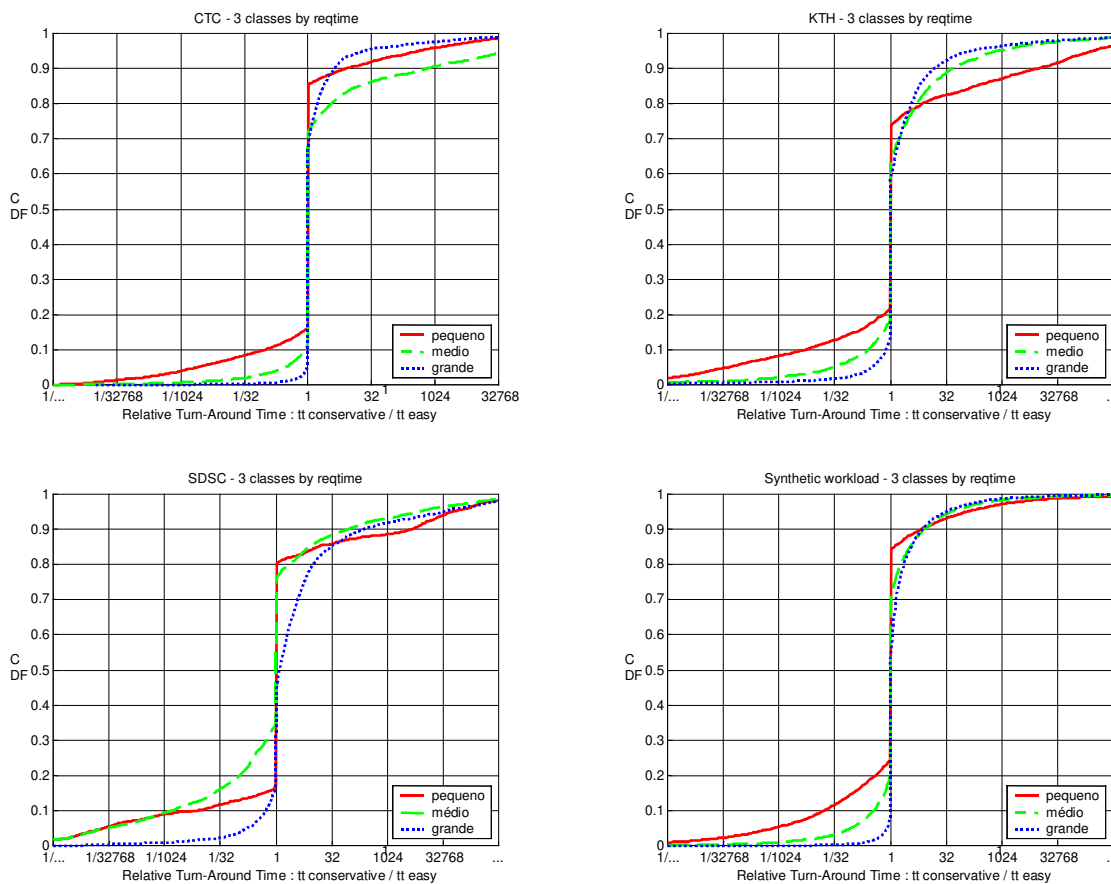 CTC - 3 classes by reqtime
1
0.9
0.8
0.7
0.6
C
DF
0.5
0.4
0.3
0.2
0.1
0
pequeno
medio
grande
1/... 1/32768 1/1024 1/32 1 32 1024 32768
Relative Turn-Around Time : tt conservative / tt easy
KTH - 3 classes by reqtime
1
0.9
0.8
0.7
0.6
C
DF
0.5
0.4
0.3
0.2
0.1
0
pequeno
medio
grande
1/... 1/32768 1/1024 1/32 1 32 1024 32768 .
Relative Turn-Around Time : tt conservative / tt easy
SDSC - 3 classes by reqtime
1
0.9
0.8
0.7
0.6
C
DF
0.5
0.4
0.3
0.2
0.1
0
pequeno
médio
grande
1/... 1/32768 1/1024 1/32 1 32 1024 32768 ...
Relative Turn-Around Time : tt conservative / tt easy
Synthetic workload - 3 classes by reqtime
1
0.9
0.8
0.7
0.6
C
DF
0.5
0.4
0.3
0.2
0.1
0
pequeno
médio
grande
1/... 1/32768 1/1024 1/32 1 32 1024 32768 .
Relative Turn-Around Time : tt conservative / tt easy